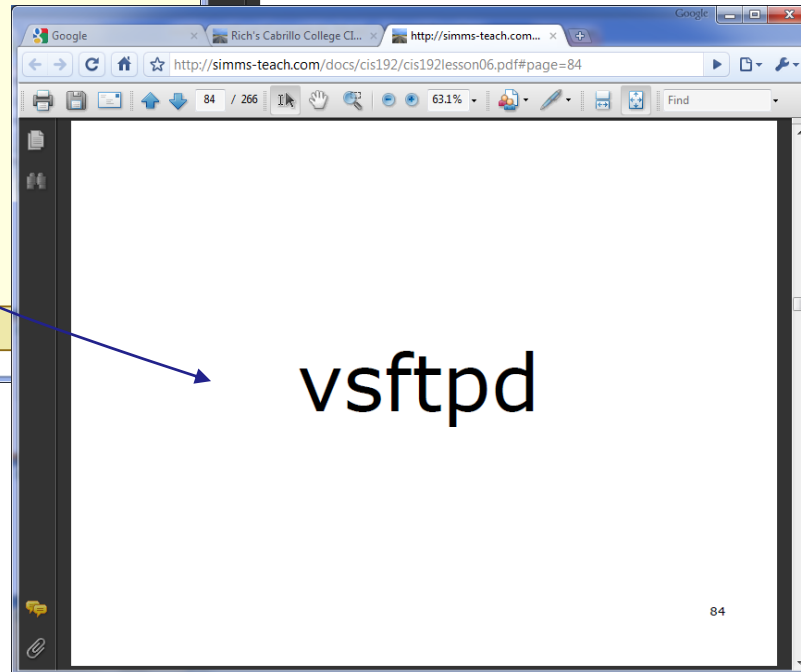 Google
Google
Rich's Cabrillo College CI...
http://simms-teach.com...
http://simms-teach.com/docs/cis192/cis192lesson06.pdf#page=84
84 / 266
63.1%
Find
vsftpd
84